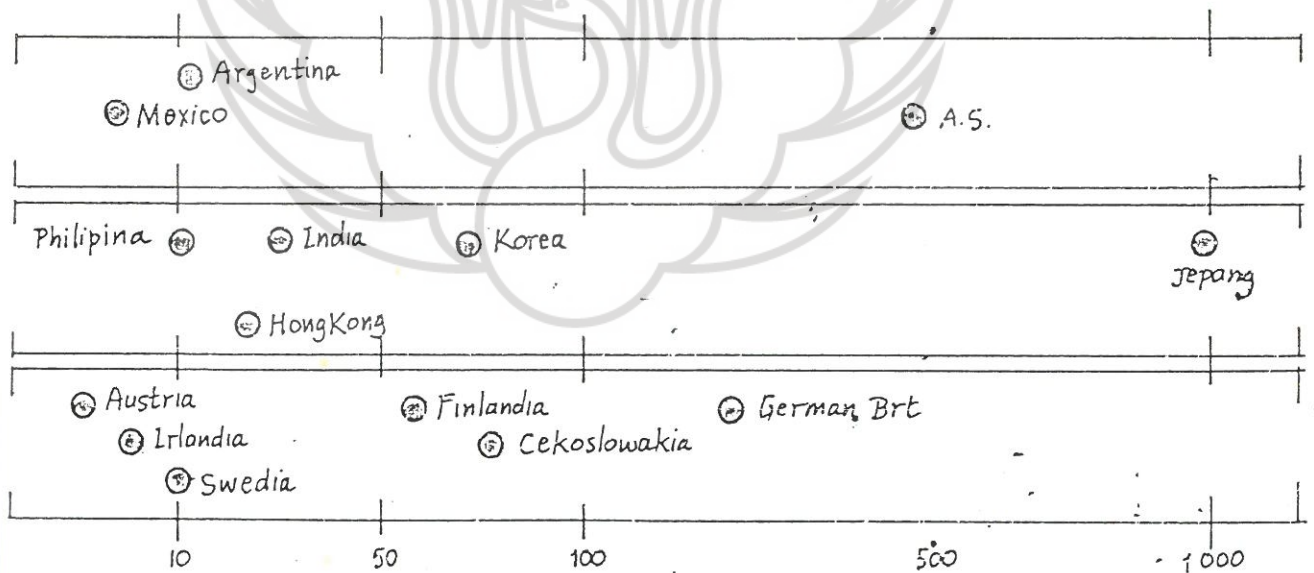 Argentina
Mexico A.S.
Philipina India Korea
Jepang
HongKong
Austria Finlandia German Brt
Irlandia Cekoslowakia
Swedia
10 50 100 500 1000